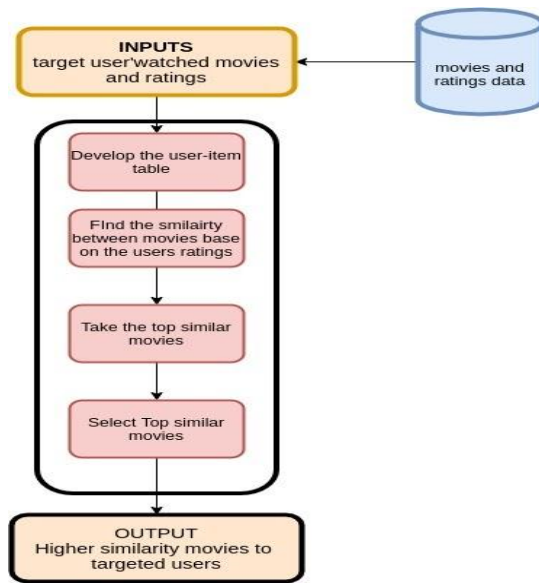 INPUTS
target user'watched movies
and ratings
movies and
ratings data
Develop the user-item
table
FInd the smilairty
between movies base
on the users ratings
Take the top similar
movies
Select Top similar
movies
OUTPUT
Higher similarity movies to
targeted users